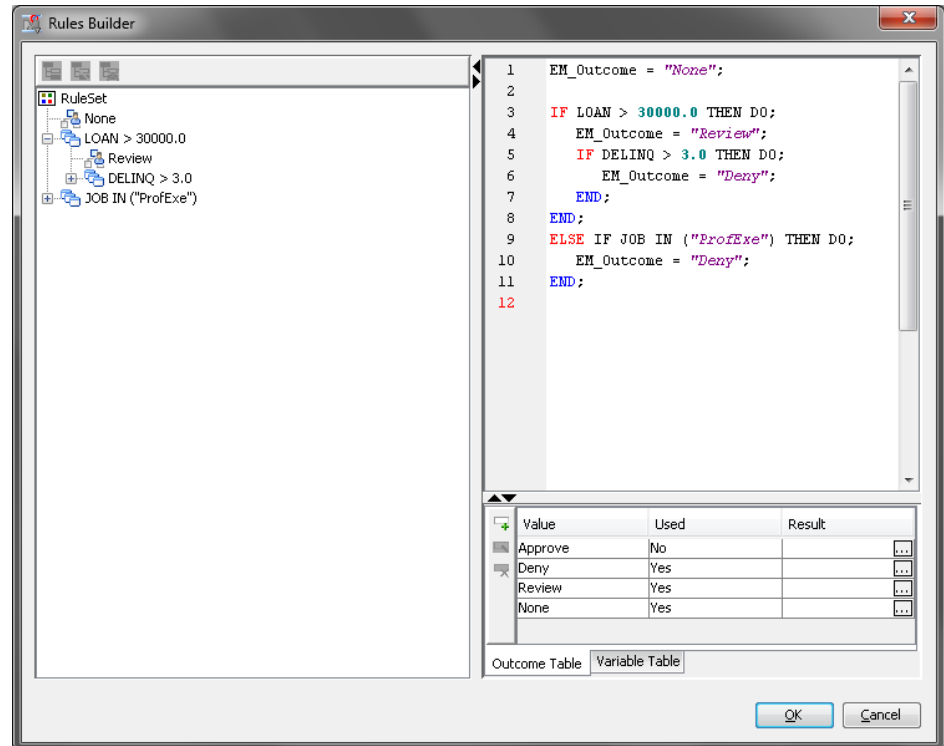 Rules Builder
RuleSet
None
LOAN > 30000.0
Review
DELINQ > 3.0
JOB IN ("ProfExe")
1 EM_Outcome = "None";
2
3 IF LOAN > 30000.0 THEN DO;
4 EM_Outcome = "Review";
5 IF DELINQ > 3.0 THEN DO;
6 EM_Outcome = "Deny";
7 END;
8 END;
9 ELSE IF JOB IN ("ProfExe") THEN DO;
10 EM_Outcome = "Deny";
11 END;
12
Value Used Result
Approve No ...
Deny Yes ...
Review Yes ...
None Yes ...
Outcome Table Variable Table
OK Cancel